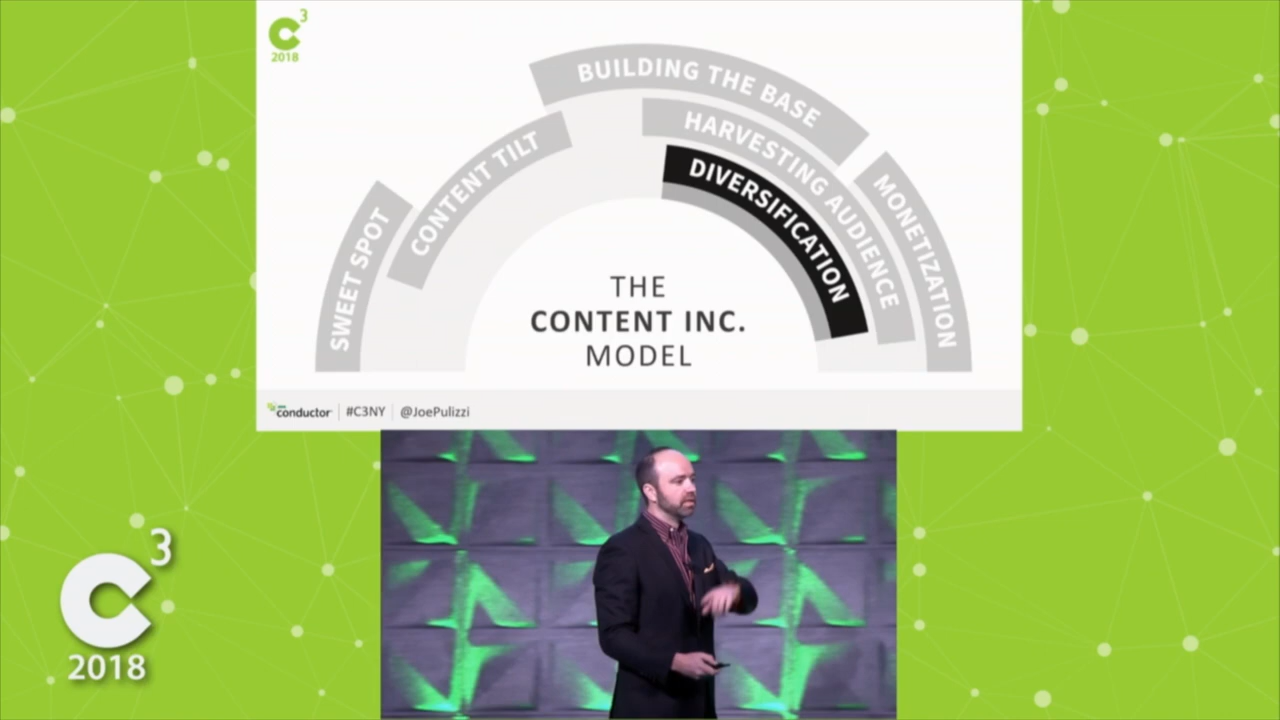 C3
2018
BUILDING THE BASE
HARVESTING AUDIENCE
DIVERSIFICATION
CONTENT TILT
SWEET SPOT
MONETIZATION
THE
CONTENT INC.
MODEL
conductor #C3NY @JoePulizzi
C3
2018